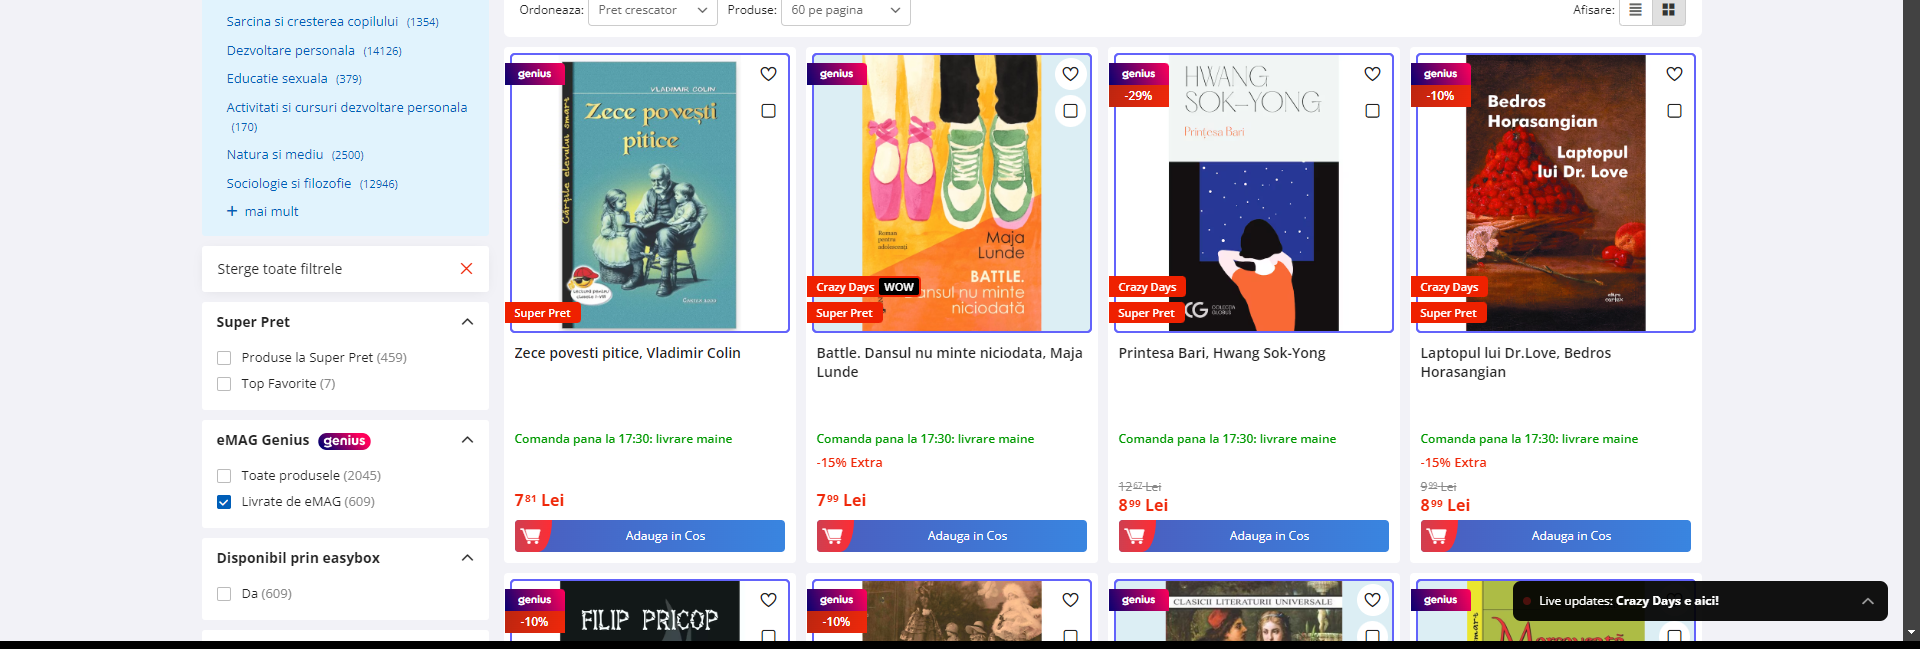 Ordoneaza: Pret crescator Produse: 60 pe pagina Afisare:
Sarcina si cresterea copilului (1354)
Dezvoltare personala (14126)
Educatie sexuala (379)
Activitati si cursuri dezvoltare personala
(170)
Natura si mediu (2500)
Sociologie si filozofie (12946)
+ mai mult
Sterge toate filtrele
Super Pret
Produse la Super Pret (459)
Top Favorite (7)
eMAG Genius genius
Toate produsele (2045)
Livrate de eMAG (609)
Disponibil prin easybox
Da (609)
genius
VLADIMIR COLIN
Zece povești
pitice
Cărțile elevului smart
Super Pret
Zece povesti pitice, Vladimir Colin
Comanda pana la 17:30: livrare maine
7⁸¹ Lei
Adauga in Cos
genius
Roman
pentru
adolescenți
Maja
Lunde
BATTLE.
ansul nu minte
niciodată
Crazy Days WOW
Super Pret
Battle. Dansul nu minte niciodata, Maja
Lunde
Comanda pana la 17:30: livrare maine
-15% Extra
7⁹⁹ Lei
Adauga in Cos
genius
-29%
HWANG
SOK-YONG
Prințesa Bari
Crazy Days
Super Pret
CG COLECȚIA
GLOBUS
Printesa Bari, Hwang Sok-Yong
Comanda pana la 17:30: livrare maine
12⁶⁷ Lei
8⁹⁹ Lei
Adauga in Cos
genius
-10%
Bedros
Horasangian
Laptopul
lui Dr. Love
Crazy Days
Super Pret
Laptopul lui Dr.Love, Bedros
Horasangian
Comanda pana la 17:30: livrare maine
-15% Extra
9⁹⁹ Lei
8⁹⁹ Lei
Adauga in Cos
genius
-10%
FILIP PRICOP
genius
-10%
genius
CLASICII LITERATURII UNIVERSALE
genius
Live updates: Crazy Days e aici!